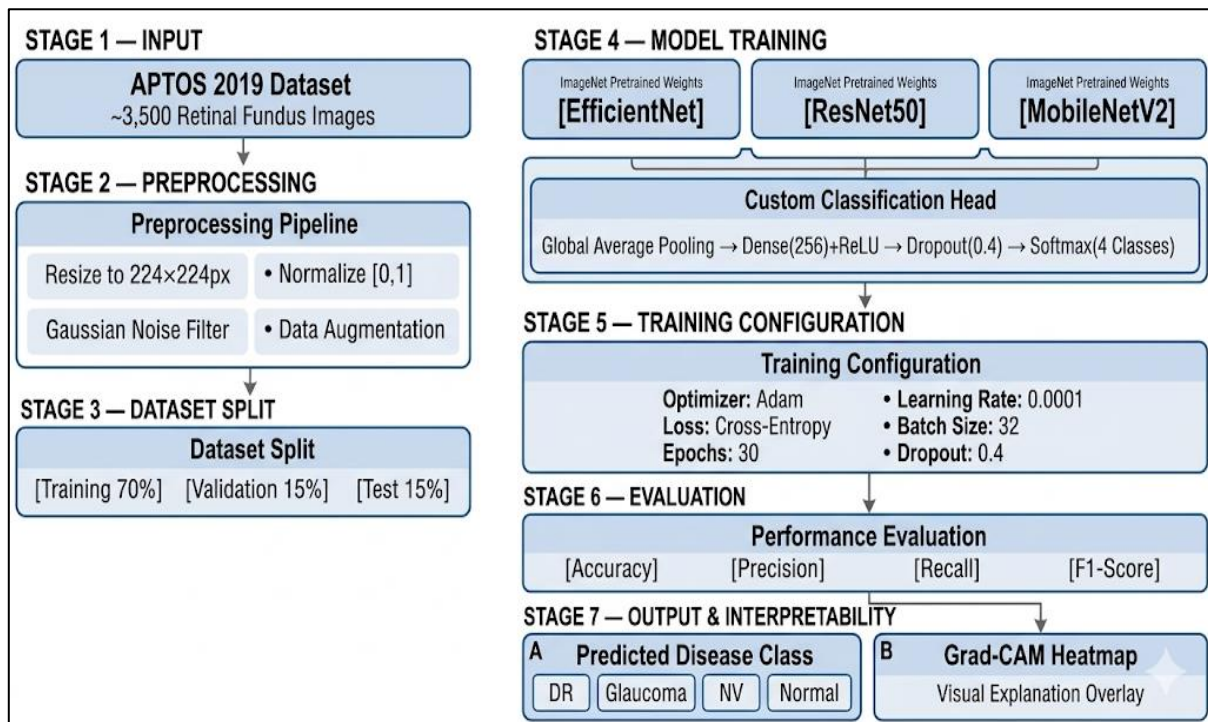 STAGE 1 — INPUT
APTOS 2019 Dataset
~3,500 Retinal Fundus Images
STAGE 2 — PREPROCESSING
Preprocessing Pipeline
Resize to 224×224px
• Normalize [0,1]
Gaussian Noise Filter
• Data Augmentation
STAGE 3 — DATASET SPLIT
Dataset Split
[Training 70%] [Validation 15%] [Test 15%]
STAGE 4 — MODEL TRAINING
ImageNet Pretrained Weights
[EfficientNet]
ImageNet Pretrained Weights
[ResNet50]
ImageNet Pretrained Weights
[MobileNetV2]
Custom Classification Head
Global Average Pooling → Dense(256)+ReLU → Dropout(0.4) → Softmax(4 Classes)
STAGE 5 — TRAINING CONFIGURATION
Training Configuration
Optimizer: Adam
• Learning Rate: 0.0001
Loss: Cross-Entropy
• Batch Size: 32
Epochs: 30
• Dropout: 0.4
STAGE 6 — EVALUATION
Performance Evaluation
[Accuracy] [Precision] [Recall] [F1-Score]
STAGE 7 — OUTPUT & INTERPRETABILITY
A Predicted Disease Class
DR Glaucoma NV Normal
B Grad-CAM Heatmap
Visual Explanation Overlay